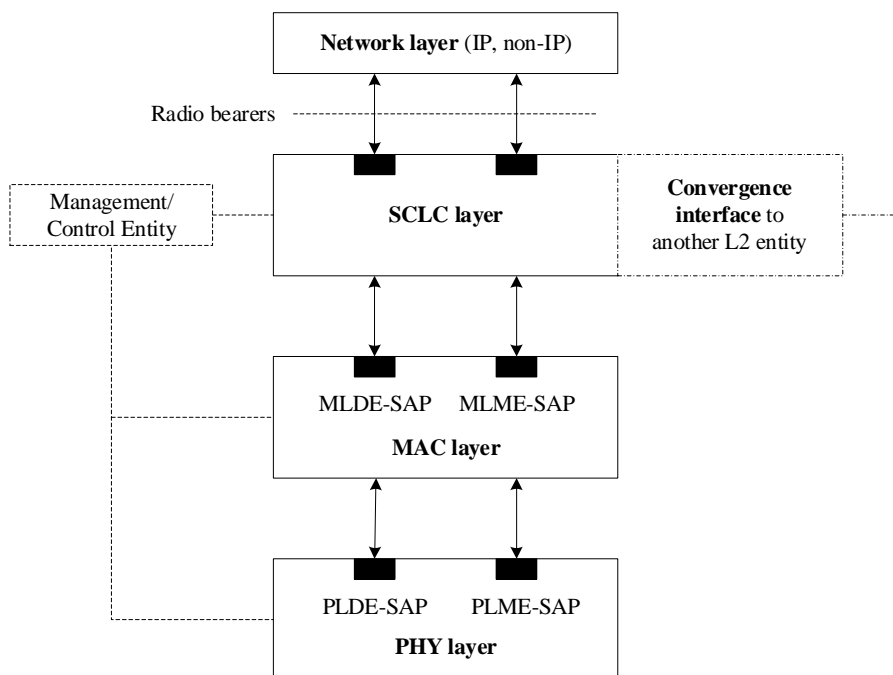 Network layer (IP, non-IP)
Radio bearers
Management/
Control Entity
SCLC layer
Convergence
interface to
another L2 entity
MLDE-SAP MLME-SAP
MAC layer
PLDE-SAP PLME-SAP
PHY layer